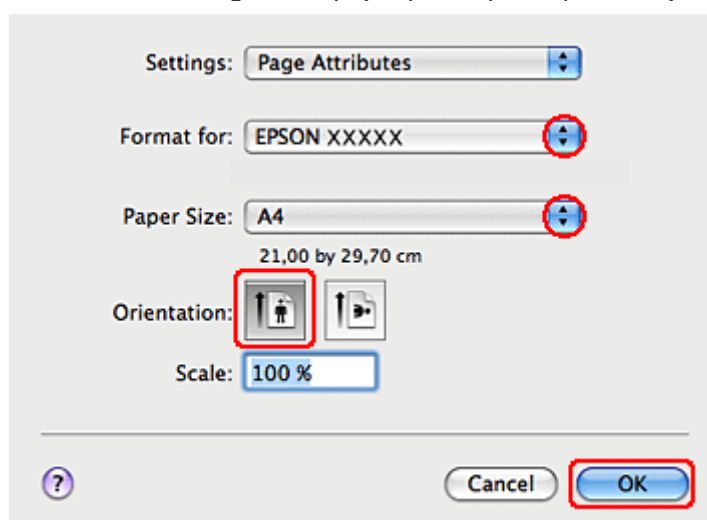 Settings: Page Attributes
Format for: EPSON XXXXX
Paper Size: A4
21,00 by 29,70 cm
Orientation:
Scale: 100 %
? Cancel OK